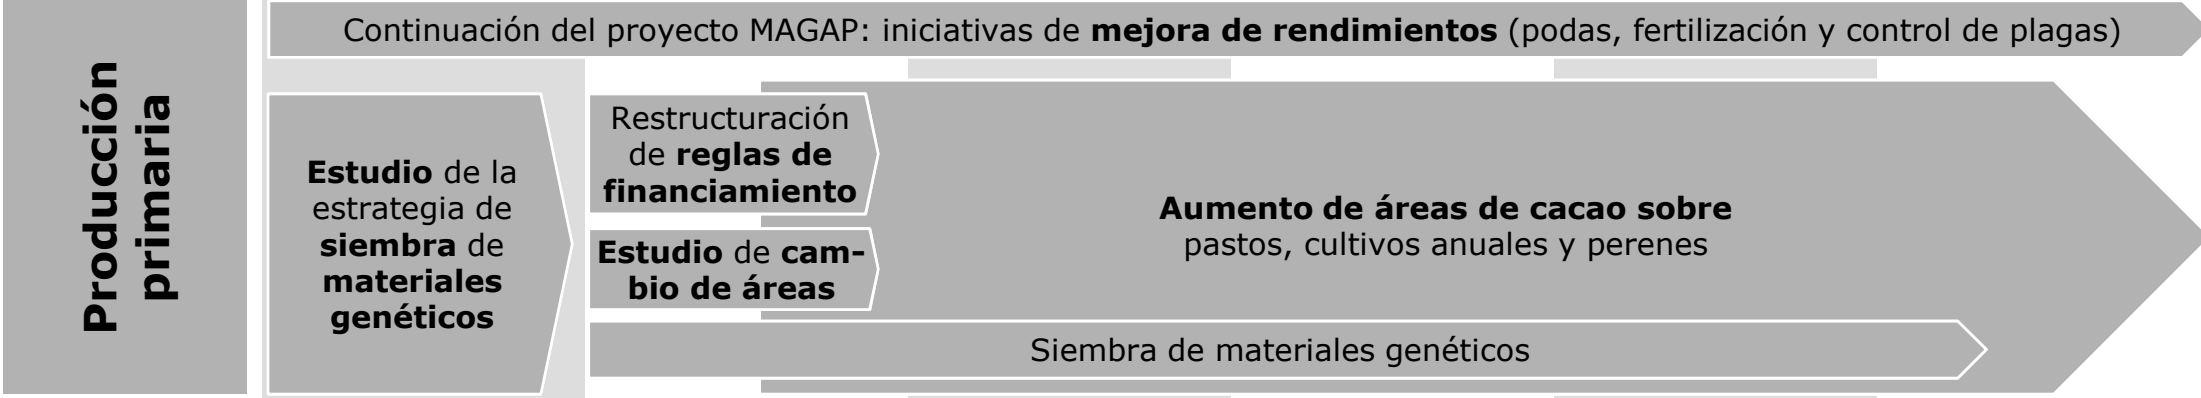 Producción
primaria
Continuación del proyecto MAGAP: iniciativas de mejora de rendimientos (podas, fertilización y control de plagas)
Estudio de la
estrategia de
siembra de
materiales
genéticos
Restructuración
de reglas de
financiamiento
Estudio de cam-
bio de áreas
Aumento de áreas de cacao sobre
pastos, cultivos anuales y perenes
Siembra de materiales genéticos